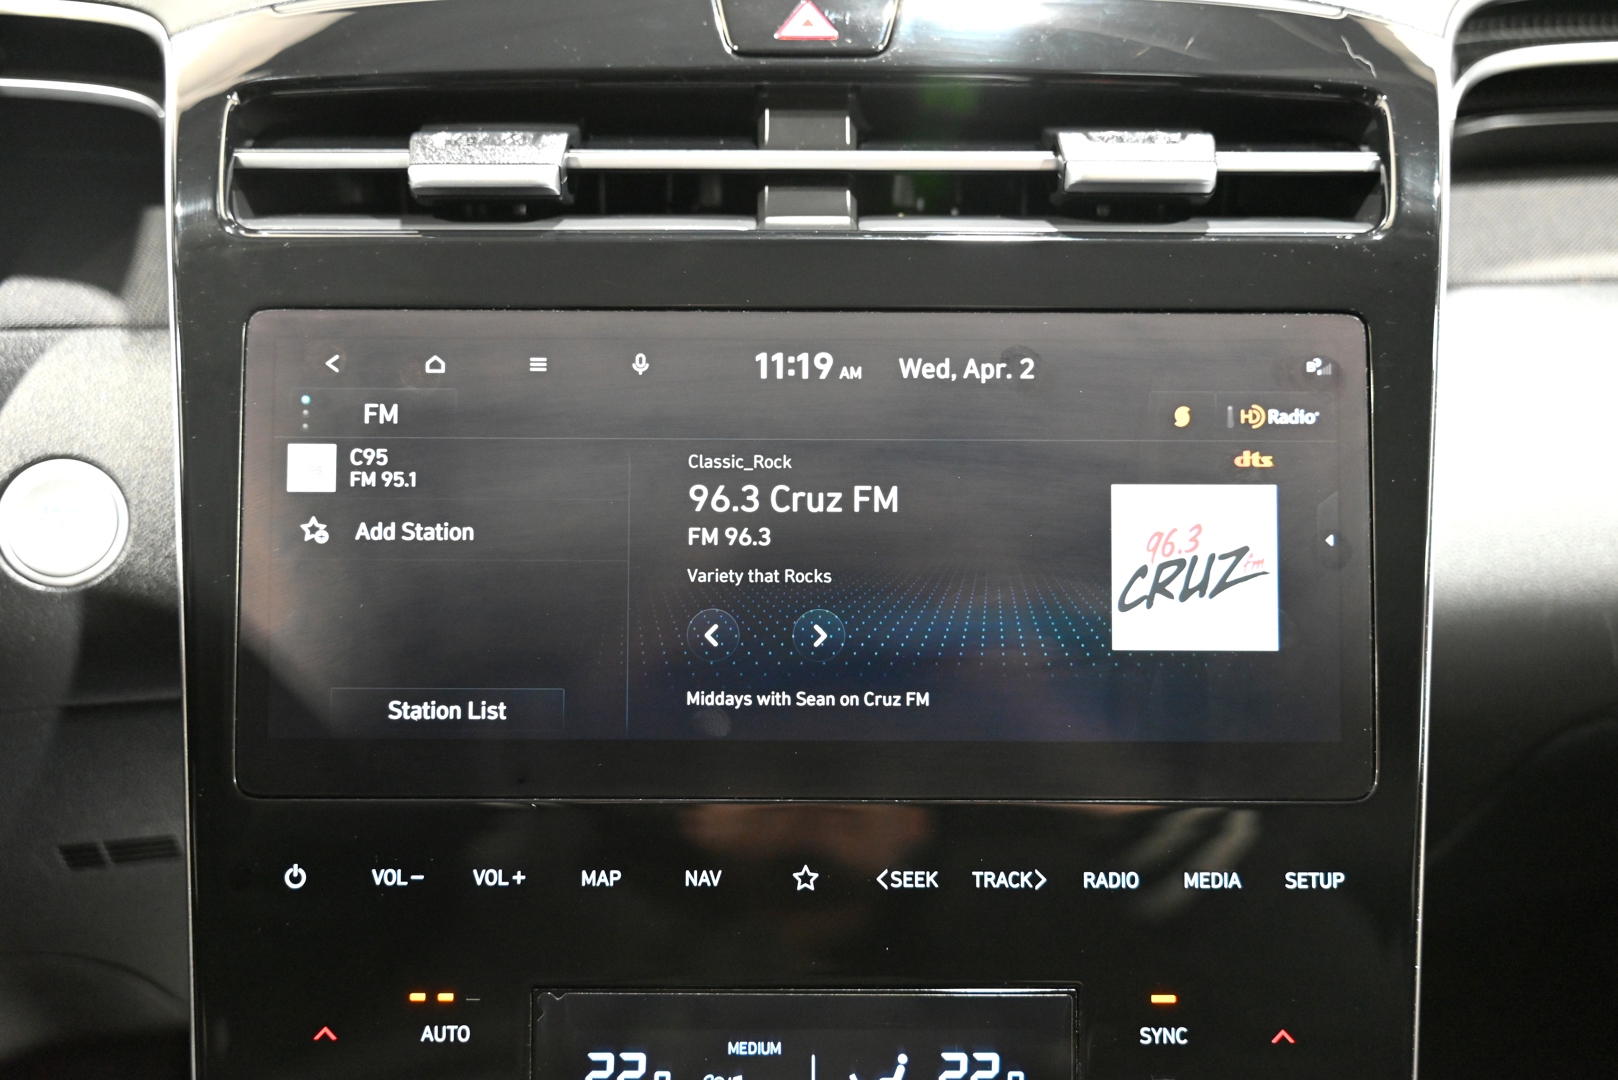 11:19 AM Wed, Apr. 2
FM
HD Radio
C95
FM 95.1
Add Station
Station List
Classic_Rock
96.3 Cruz FM
FM 96.3
Variety that Rocks
Middays with Sean on Cruz FM
dts
96.3
CRUZ fm
VOL− VOL+ MAP NAV <SEEK TRACK> RADIO MEDIA SETUP
AUTO
SYNC
MEDIUM
22
22